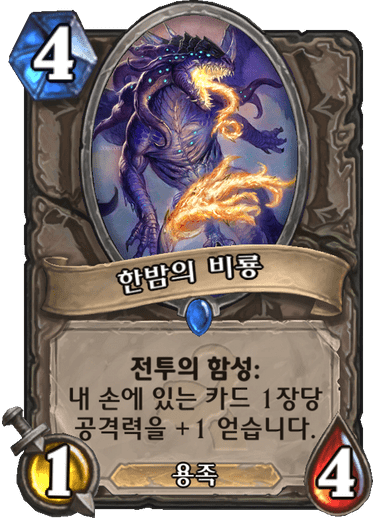 4
한밤의 비룡
전투의 함성:
내 손에 있는 카드 1장당
공격력을 +1 얻습니다.
1
용족
4